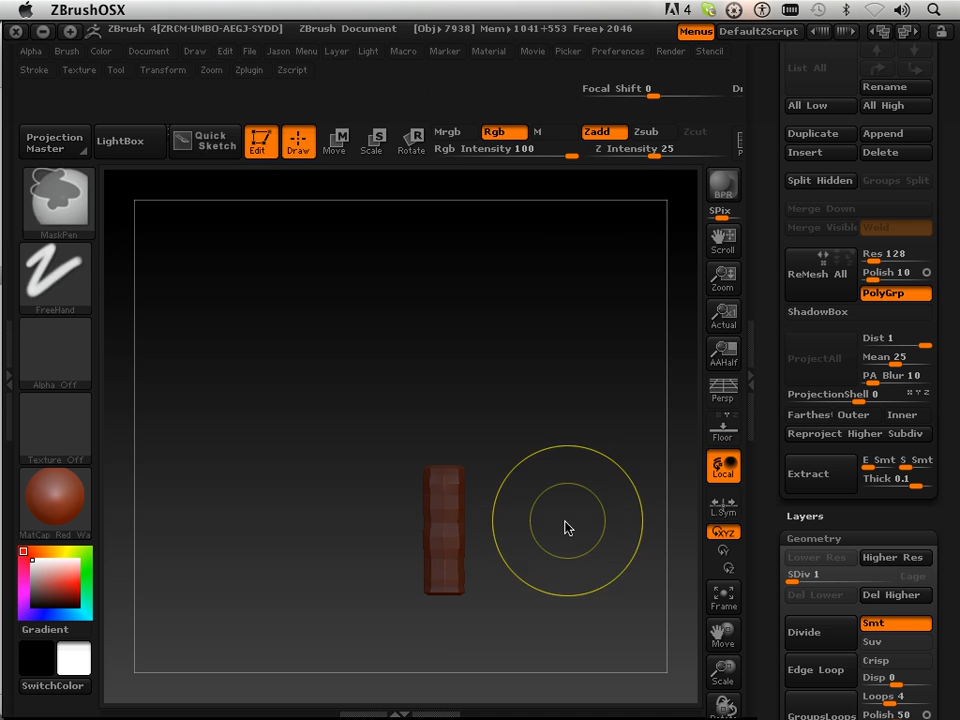 ZBrushOSX 4
ZBrush 4[ZRCM-UMBO-AEGJ-SYDD] ZBrush Document [Obj▸7938] Mem▸1041+553 Free▸2046 Menus DefaultZScript
Alpha Brush Color Document Draw Edit File Jason Menu Layer Light Macro Marker Material Movie Picker Preferences Render Stencil
Stroke Texture Tool Transform Zoom Zplugin Zscript
Focal Shift 0 Dr
Projection Master
LightBox
Quick Sketch
Edit
Draw
Move
Scale
Rotate
Mrgb Rgb M Zadd Zsub Zcut
Rgb Intensity 100 Z Intensity 25
MaskPen
FreeHand
Alpha Off
Texture Off
MatCap Red Wa
Gradient
SwitchColor
BPR
SPix
Scroll
Zoom
Actual
AAHalf
Persp
Floor
Local
L.Sym
XYZ
Frame
Move
Scale
List All
Rename
All Low All High
Duplicate Append
Insert Delete
Split Hidden Groups Split
Merge Down
Merge Visible Weld
ReMesh All
Res 128
Polish 10
PolyGrp
ShadowBox
ProjectAll
Dist 1
Mean 25
PA Blur 10
ProjectionShell 0
Farthest Outer Inner
Reproject Higher Subdiv
Extract
E Smt S Smt
Thick 0.1
Layers
Geometry
Lower Res Higher Res
SDiv 1 Cage
Del Lower Del Higher
Divide
Smt
Suv
Edge Loop
Crisp
Disp 0
Loops 4
GroupsLoops
Polish 50